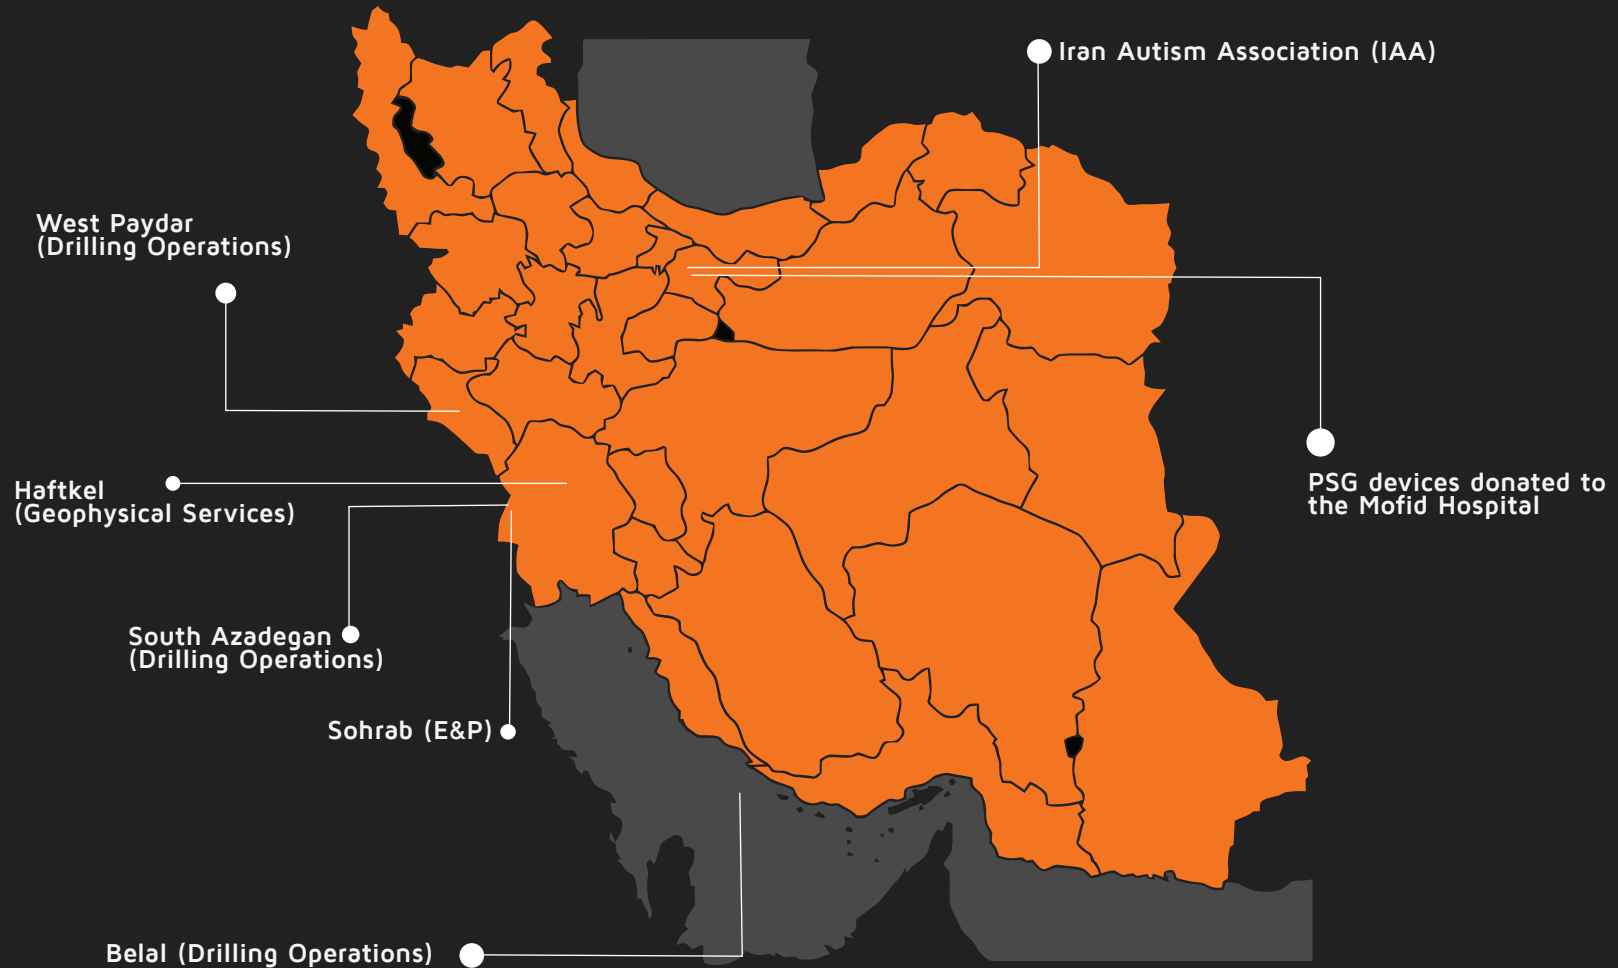 Iran Autism Association (IAA)
West Paydar
(Drilling Operations)
Haftkel
(Geophysical Services)
PSG devices donated to
the Mofid Hospital
South Azadegan
(Drilling Operations)
Sohrab (E&P)
Belal (Drilling Operations)